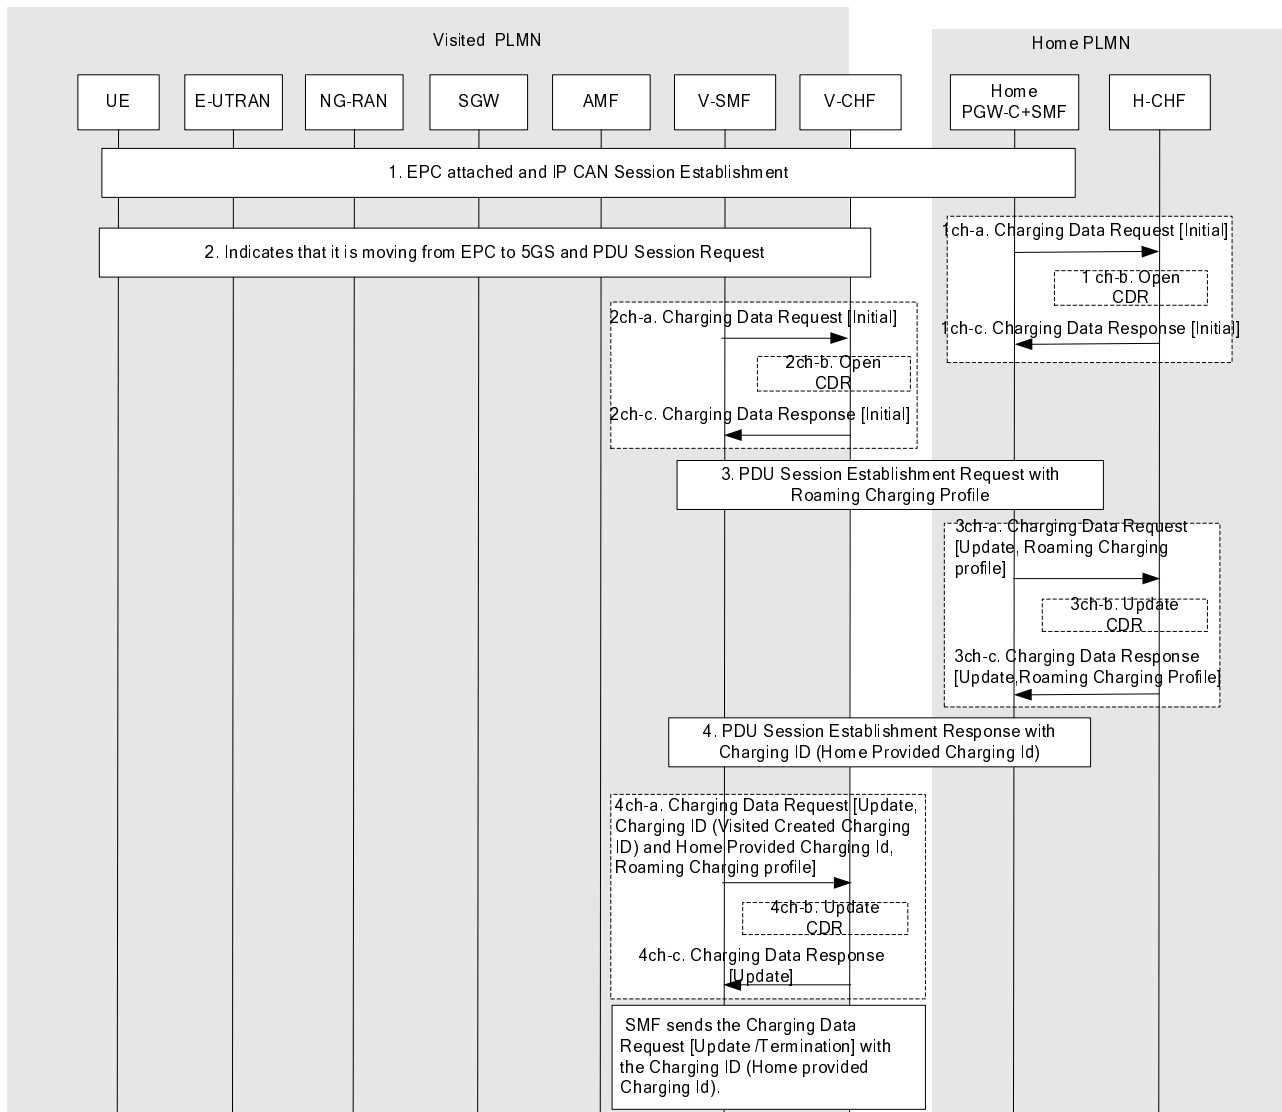 Visited PLMN
Home PLMN
UE
E-UTRAN
NG-RAN
SGW
AMF
V-SMF
V-CHF
Home
PGW-C+SMF
H-CHF
1. EPC attached and IP CAN Session Establishment
1ch-a. Charging Data Request [Initial]
2. Indicates that it is moving from EPC to 5GS and PDU Session Request
1 ch-b. Open
CDR
1ch-c. Charging Data Response [Initial]
2ch-a. Charging Data Request [Initial]
2ch-b. Open
CDR
2ch-c. Charging Data Response [Initial]
3. PDU Session Establishment Request with
Roaming Charging Profile
3ch-a. Charging Data Request
[Update, Roaming Charging
profile]
3ch-b. Update
CDR
3ch-c. Charging Data Response
[Update,Roaming Charging Profile]
4. PDU Session Establishment Response with
Charging ID (Home Provided Charging Id)
4ch-a. Charging Data Request [Update,
Charging ID (Visited Created Charging
ID) and Home Provided Charging Id,
Roaming Charging profile]
4ch-b. Update
CDR
4ch-c. Charging Data Response
[Update]
SMF sends the Charging Data
Request [Update /Termination] with
the Charging ID (Home provided
Charging Id).